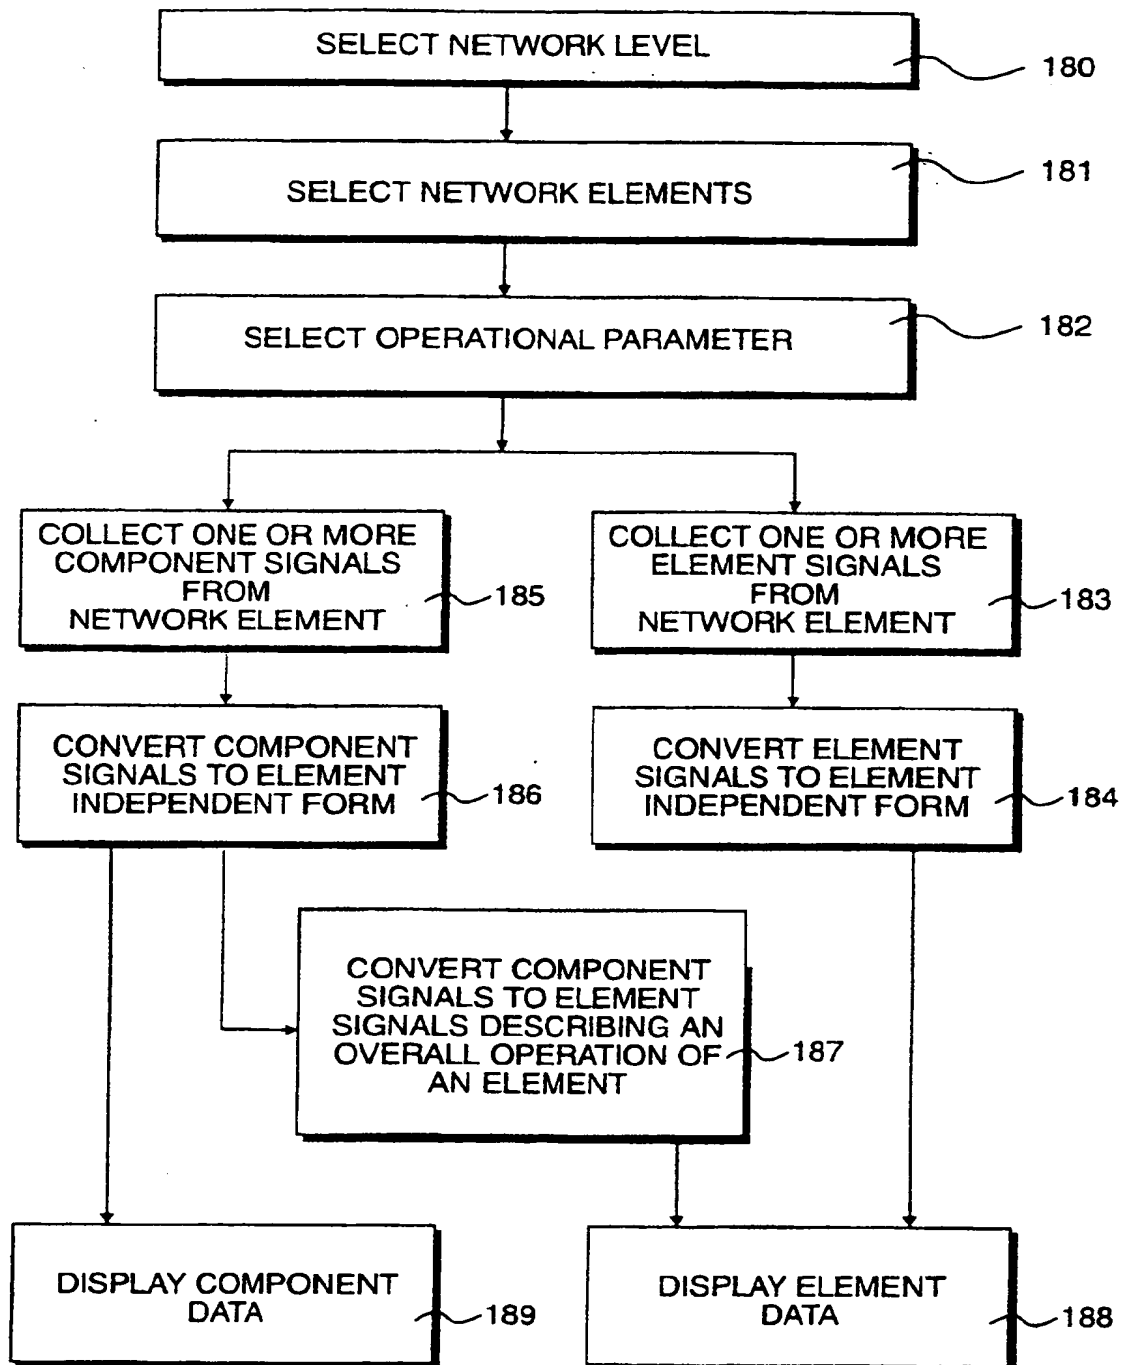 SELECT NETWORK LEVEL
180
SELECT NETWORK ELEMENTS
181
SELECT OPERATIONAL PARAMETER
182
COLLECT ONE OR MORE
COMPONENT SIGNALS
FROM
NETWORK ELEMENT
185
COLLECT ONE OR MORE
ELEMENT SIGNALS
FROM
NETWORK ELEMENT
183
CONVERT COMPONENT
SIGNALS TO ELEMENT
INDEPENDENT FORM
186
CONVERT ELEMENT
SIGNALS TO ELEMENT
INDEPENDENT FORM
184
CONVERT COMPONENT
SIGNALS TO ELEMENT
SIGNALS DESCRIBING AN
OVERALL OPERATION OF
AN ELEMENT
187
DISPLAY COMPONENT
DATA
189
DISPLAY ELEMENT
DATA
188